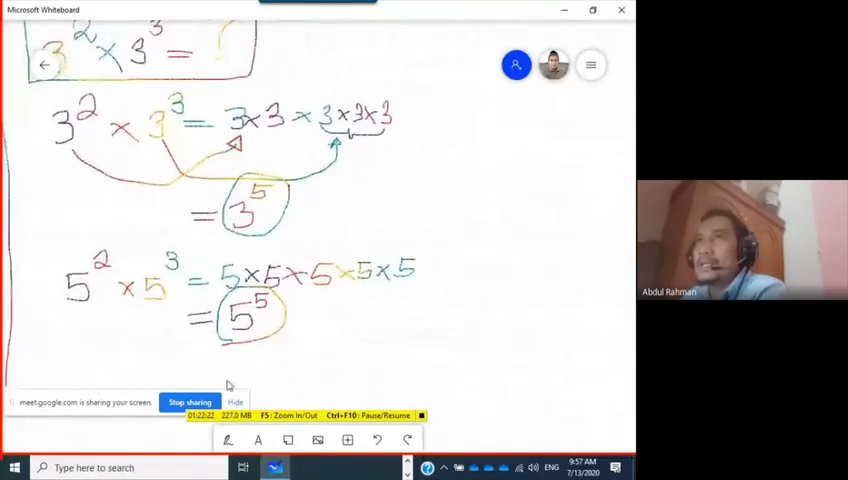 Microsoft Whiteboard
3² × 3³ = ?
3² × 3³ = 3×3 × 3×3×3
= 3⁵
5² × 5³ = 5×5×5×5×5
= 5⁵
Abdul Rahman
meet.google.com is sharing your screen.
Stop sharing
Hide
01:22:22 227.0 MB F5: Zoom In/Out Ctrl+F10: Pause/Resume
A
Type here to search
ENG
9:57 AM
7/13/2020